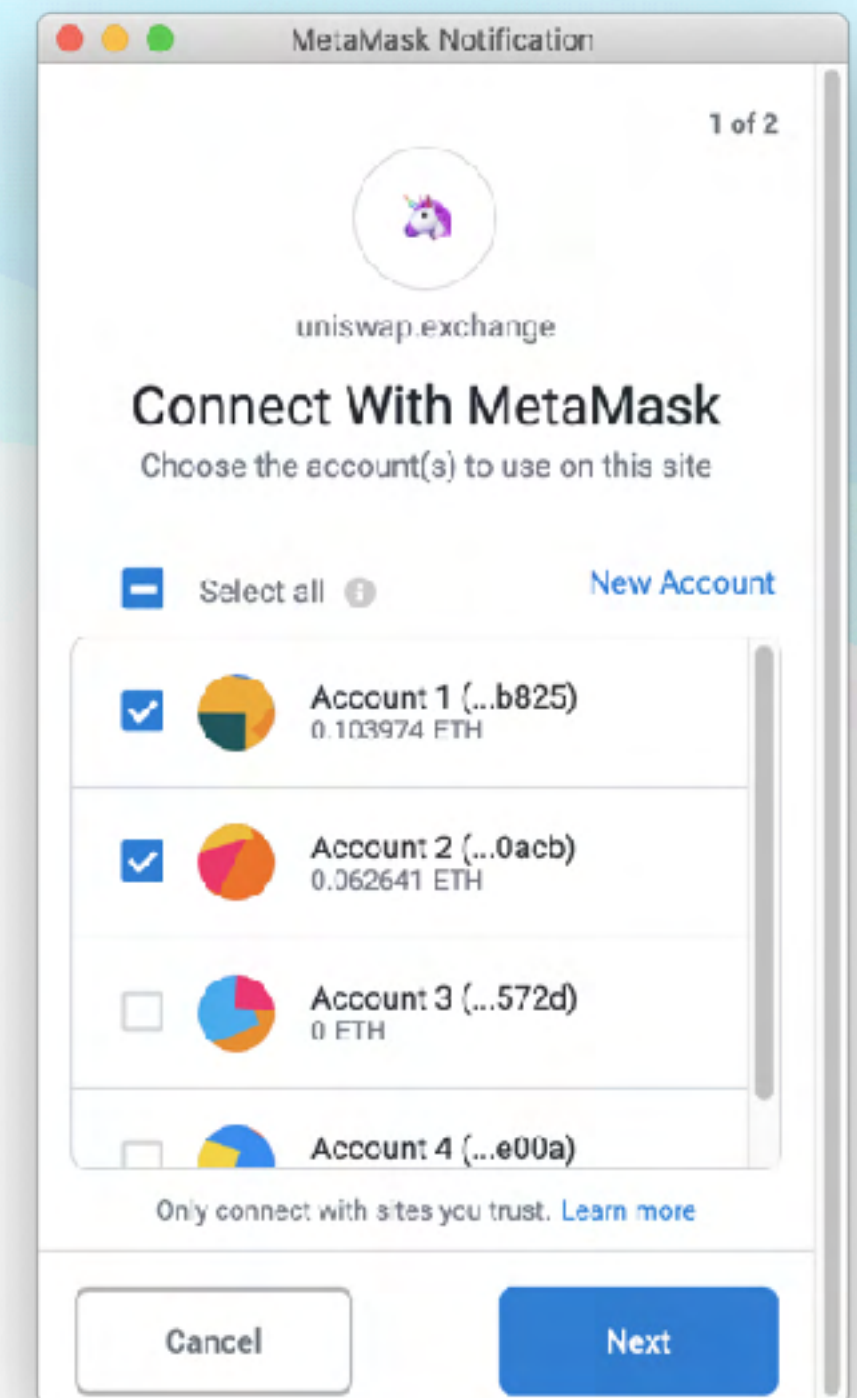 MetaMask Notification
1 of 2
uniswap.exchange
Connect With MetaMask
Choose the account(s) to use on this site
Select all
New Account
Account 1 (...b825)
0.103974 ETH
Account 2 (...0acb)
0.062641 ETH
Account 3 (...572d)
0 ETH
Account 4 (...e00a)
Only connect with sites you trust. Learn more
Cancel
Next